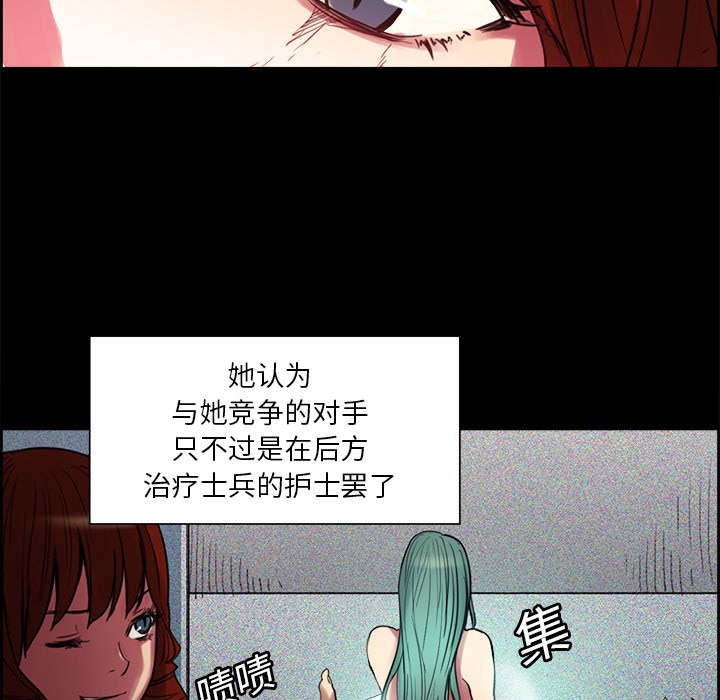 她认为
与她竞争的对手
只不过是在后方
治疗士兵的护士罢了
集
啧啧